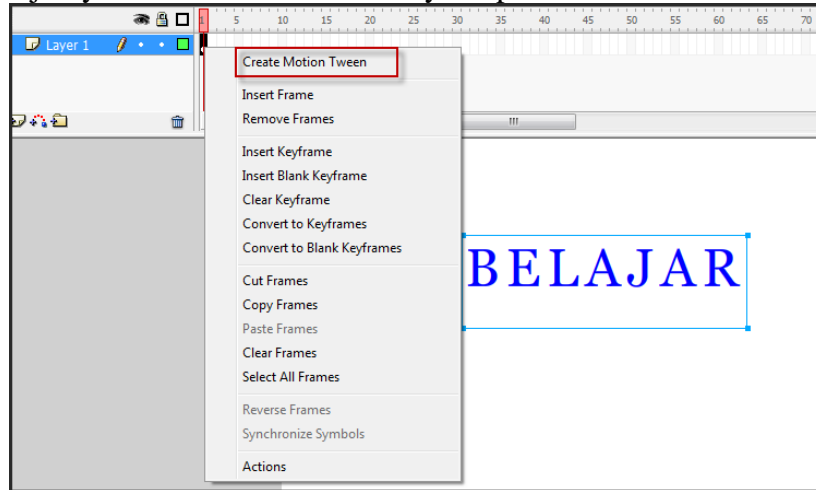 1 5 10 15 20 25 30 35 40 45 50 55 60 65 70
Layer 1
Create Motion Tween
Insert Frame
Remove Frames
Insert Keyframe
Insert Blank Keyframe
Clear Keyframe
Convert to Keyframes
Convert to Blank Keyframes
Cut Frames
Copy Frames
Paste Frames
Clear Frames
Select All Frames
Reverse Frames
Synchronize Symbols
Actions
BELAJAR